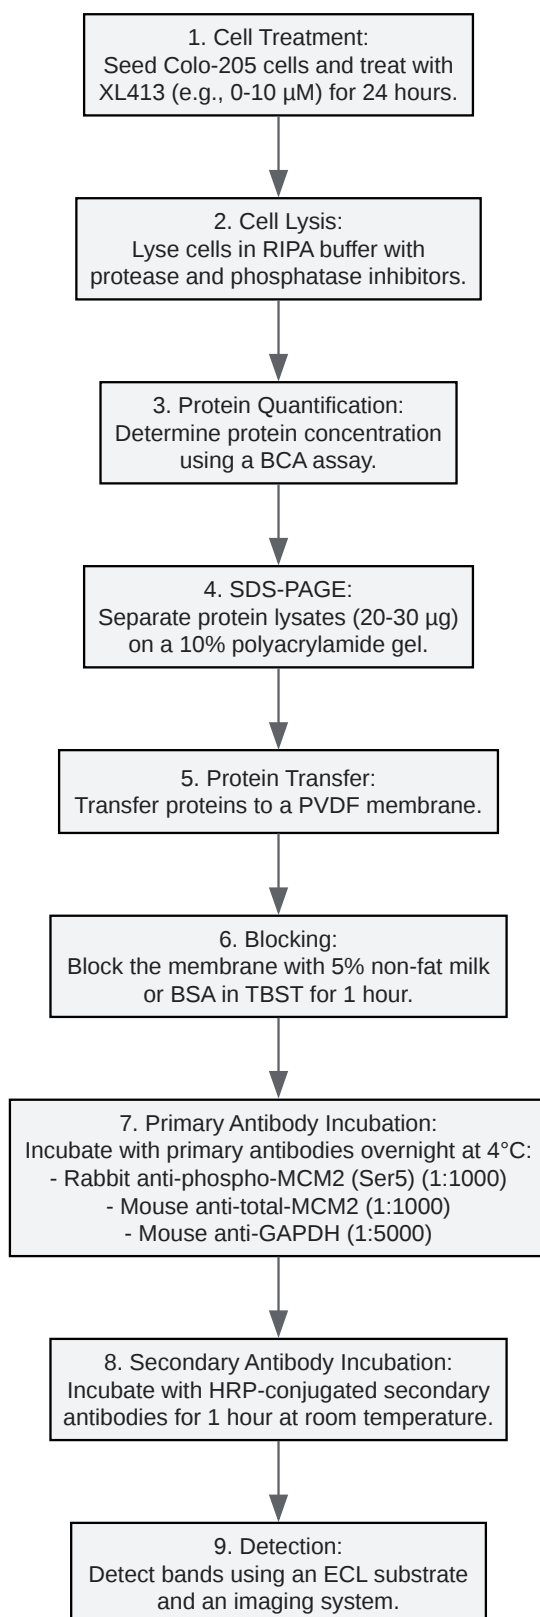 1. Cell Treatment:
Seed Colo-205 cells and treat with
XL413 (e.g., 0-10 µM) for 24 hours.
2. Cell Lysis:
Lyse cells in RIPA buffer with
protease and phosphatase inhibitors.
3. Protein Quantification:
Determine protein concentration
using a BCA assay.
4. SDS-PAGE:
Separate protein lysates (20-30 µg)
on a 10% polyacrylamide gel.
5. Protein Transfer:
Transfer proteins to a PVDF membrane.
6. Blocking:
Block the membrane with 5% non-fat milk
or BSA in TBST for 1 hour.
7. Primary Antibody Incubation:
Incubate with primary antibodies overnight at 4°C:
- Rabbit anti-phospho-MCM2 (Ser5) (1:1000)
- Mouse anti-total-MCM2 (1:1000)
- Mouse anti-GAPDH (1:5000)
8. Secondary Antibody Incubation:
Incubate with HRP-conjugated secondary
antibodies for 1 hour at room temperature.
9. Detection:
Detect bands using an ECL substrate
and an imaging system.